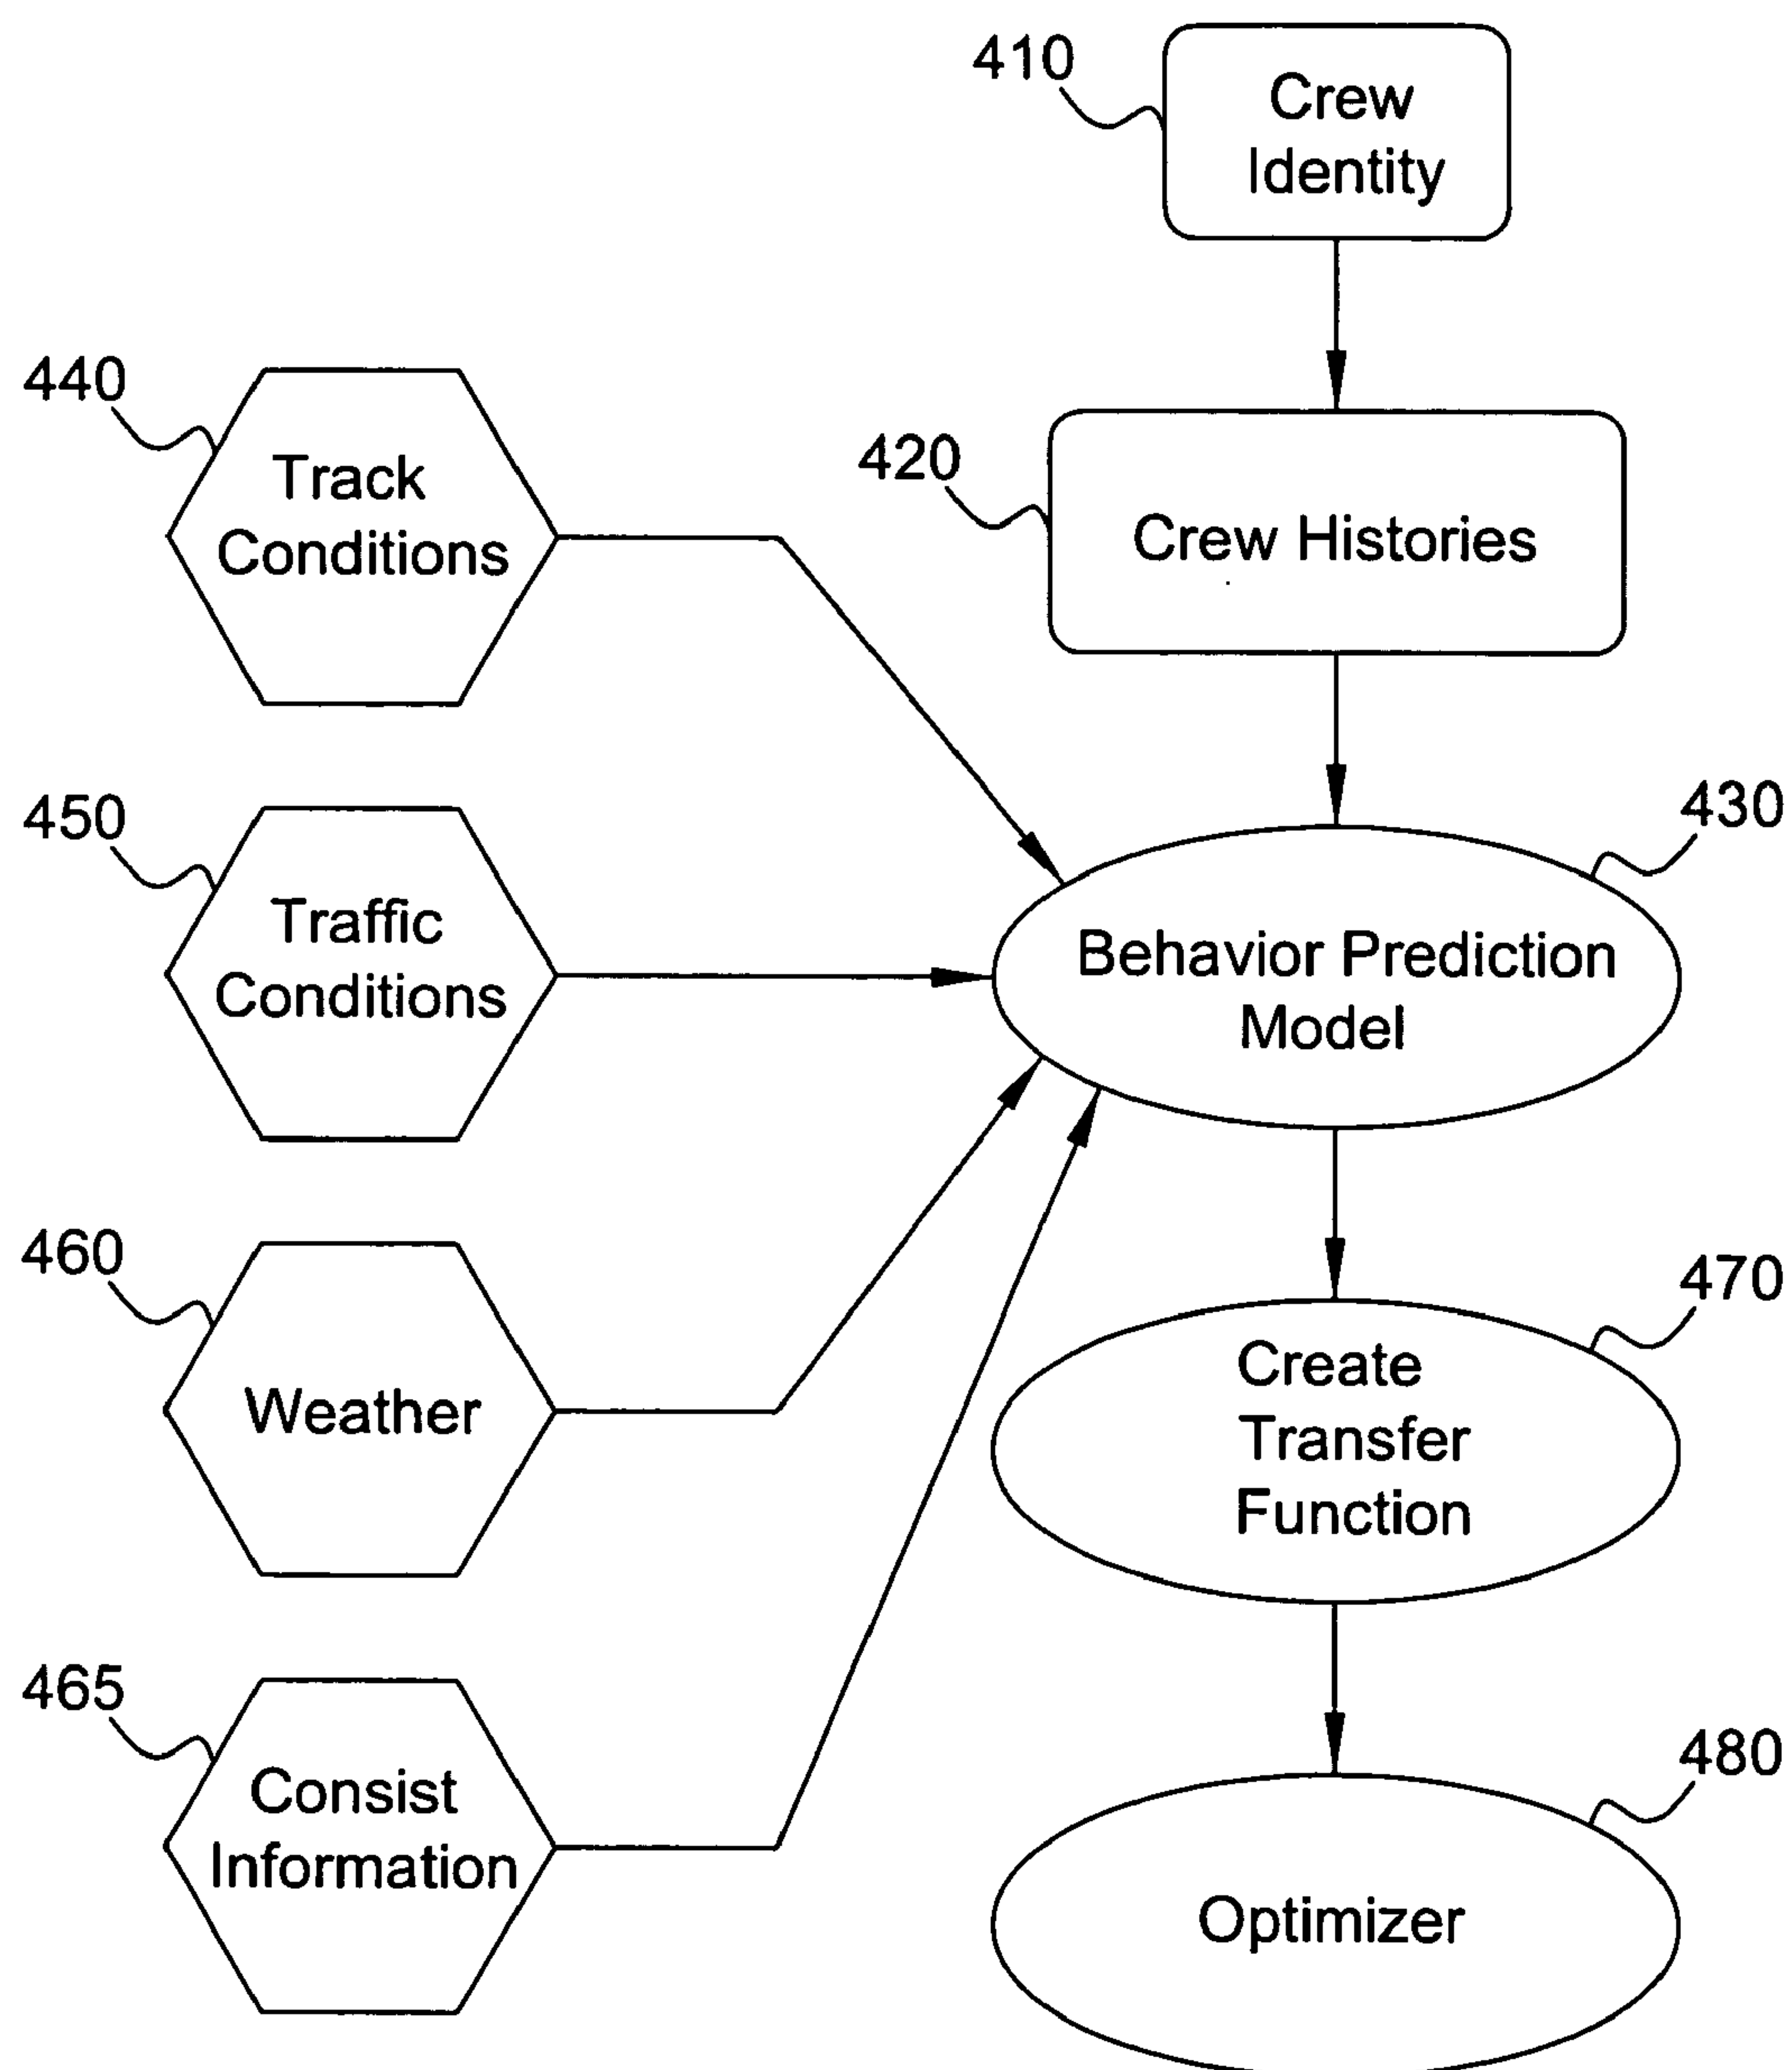 410
Crew
Identity
440
Track
Conditions
420
Crew Histories
450
Traffic
Conditions
430
Behavior Prediction
Model
460
Weather
470
Create
Transfer
Function
465
Consist
Information
480
Optimizer